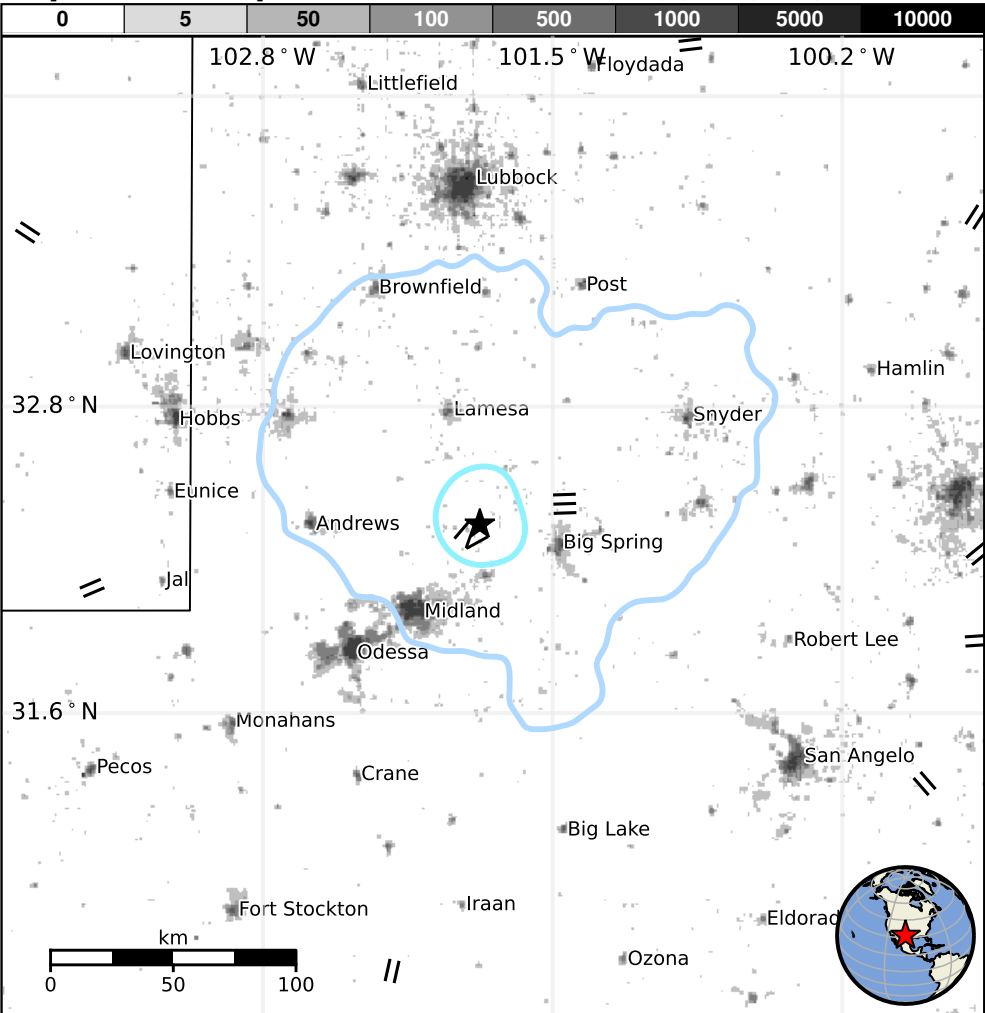 0 5 50 100 500 1000 5000 10000
102.8°W 101.5°W 100.2°W
Floydada
Littlefield
Lubbock
Brownfield
Post
Lovington
Hamlin
32.8°N
Lamesa
Hobbs
Snyder
Eunice
Andrews
Big Spring
Jal
Midland
Robert Lee
Odessa
31.6°N
Monahans
San Angelo
Pecos
Crane
Big Lake
Iraan
Fort Stockton
Eldorad
km
Ozona
0 50 100